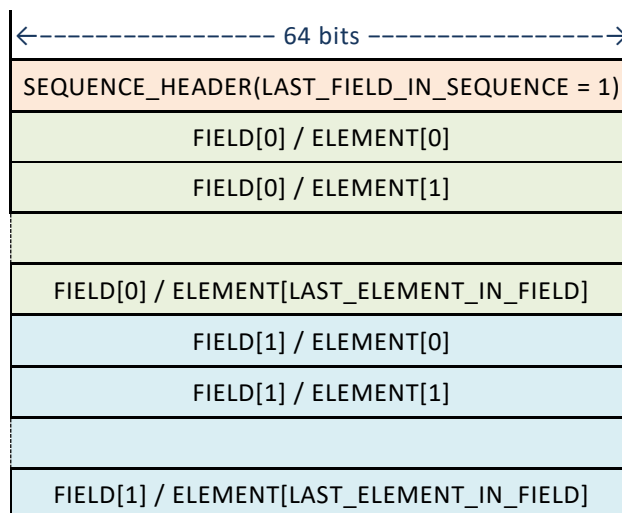 64 bits
SEQUENCE_HEADER(LAST_FIELD_IN_SEQUENCE = 1)
FIELD[0] / ELEMENT[0]
FIELD[0] / ELEMENT[1]
FIELD[0] / ELEMENT[LAST_ELEMENT_IN_FIELD]
FIELD[1] / ELEMENT[0]
FIELD[1] / ELEMENT[1]
FIELD[1] / ELEMENT[LAST_ELEMENT_IN_FIELD]